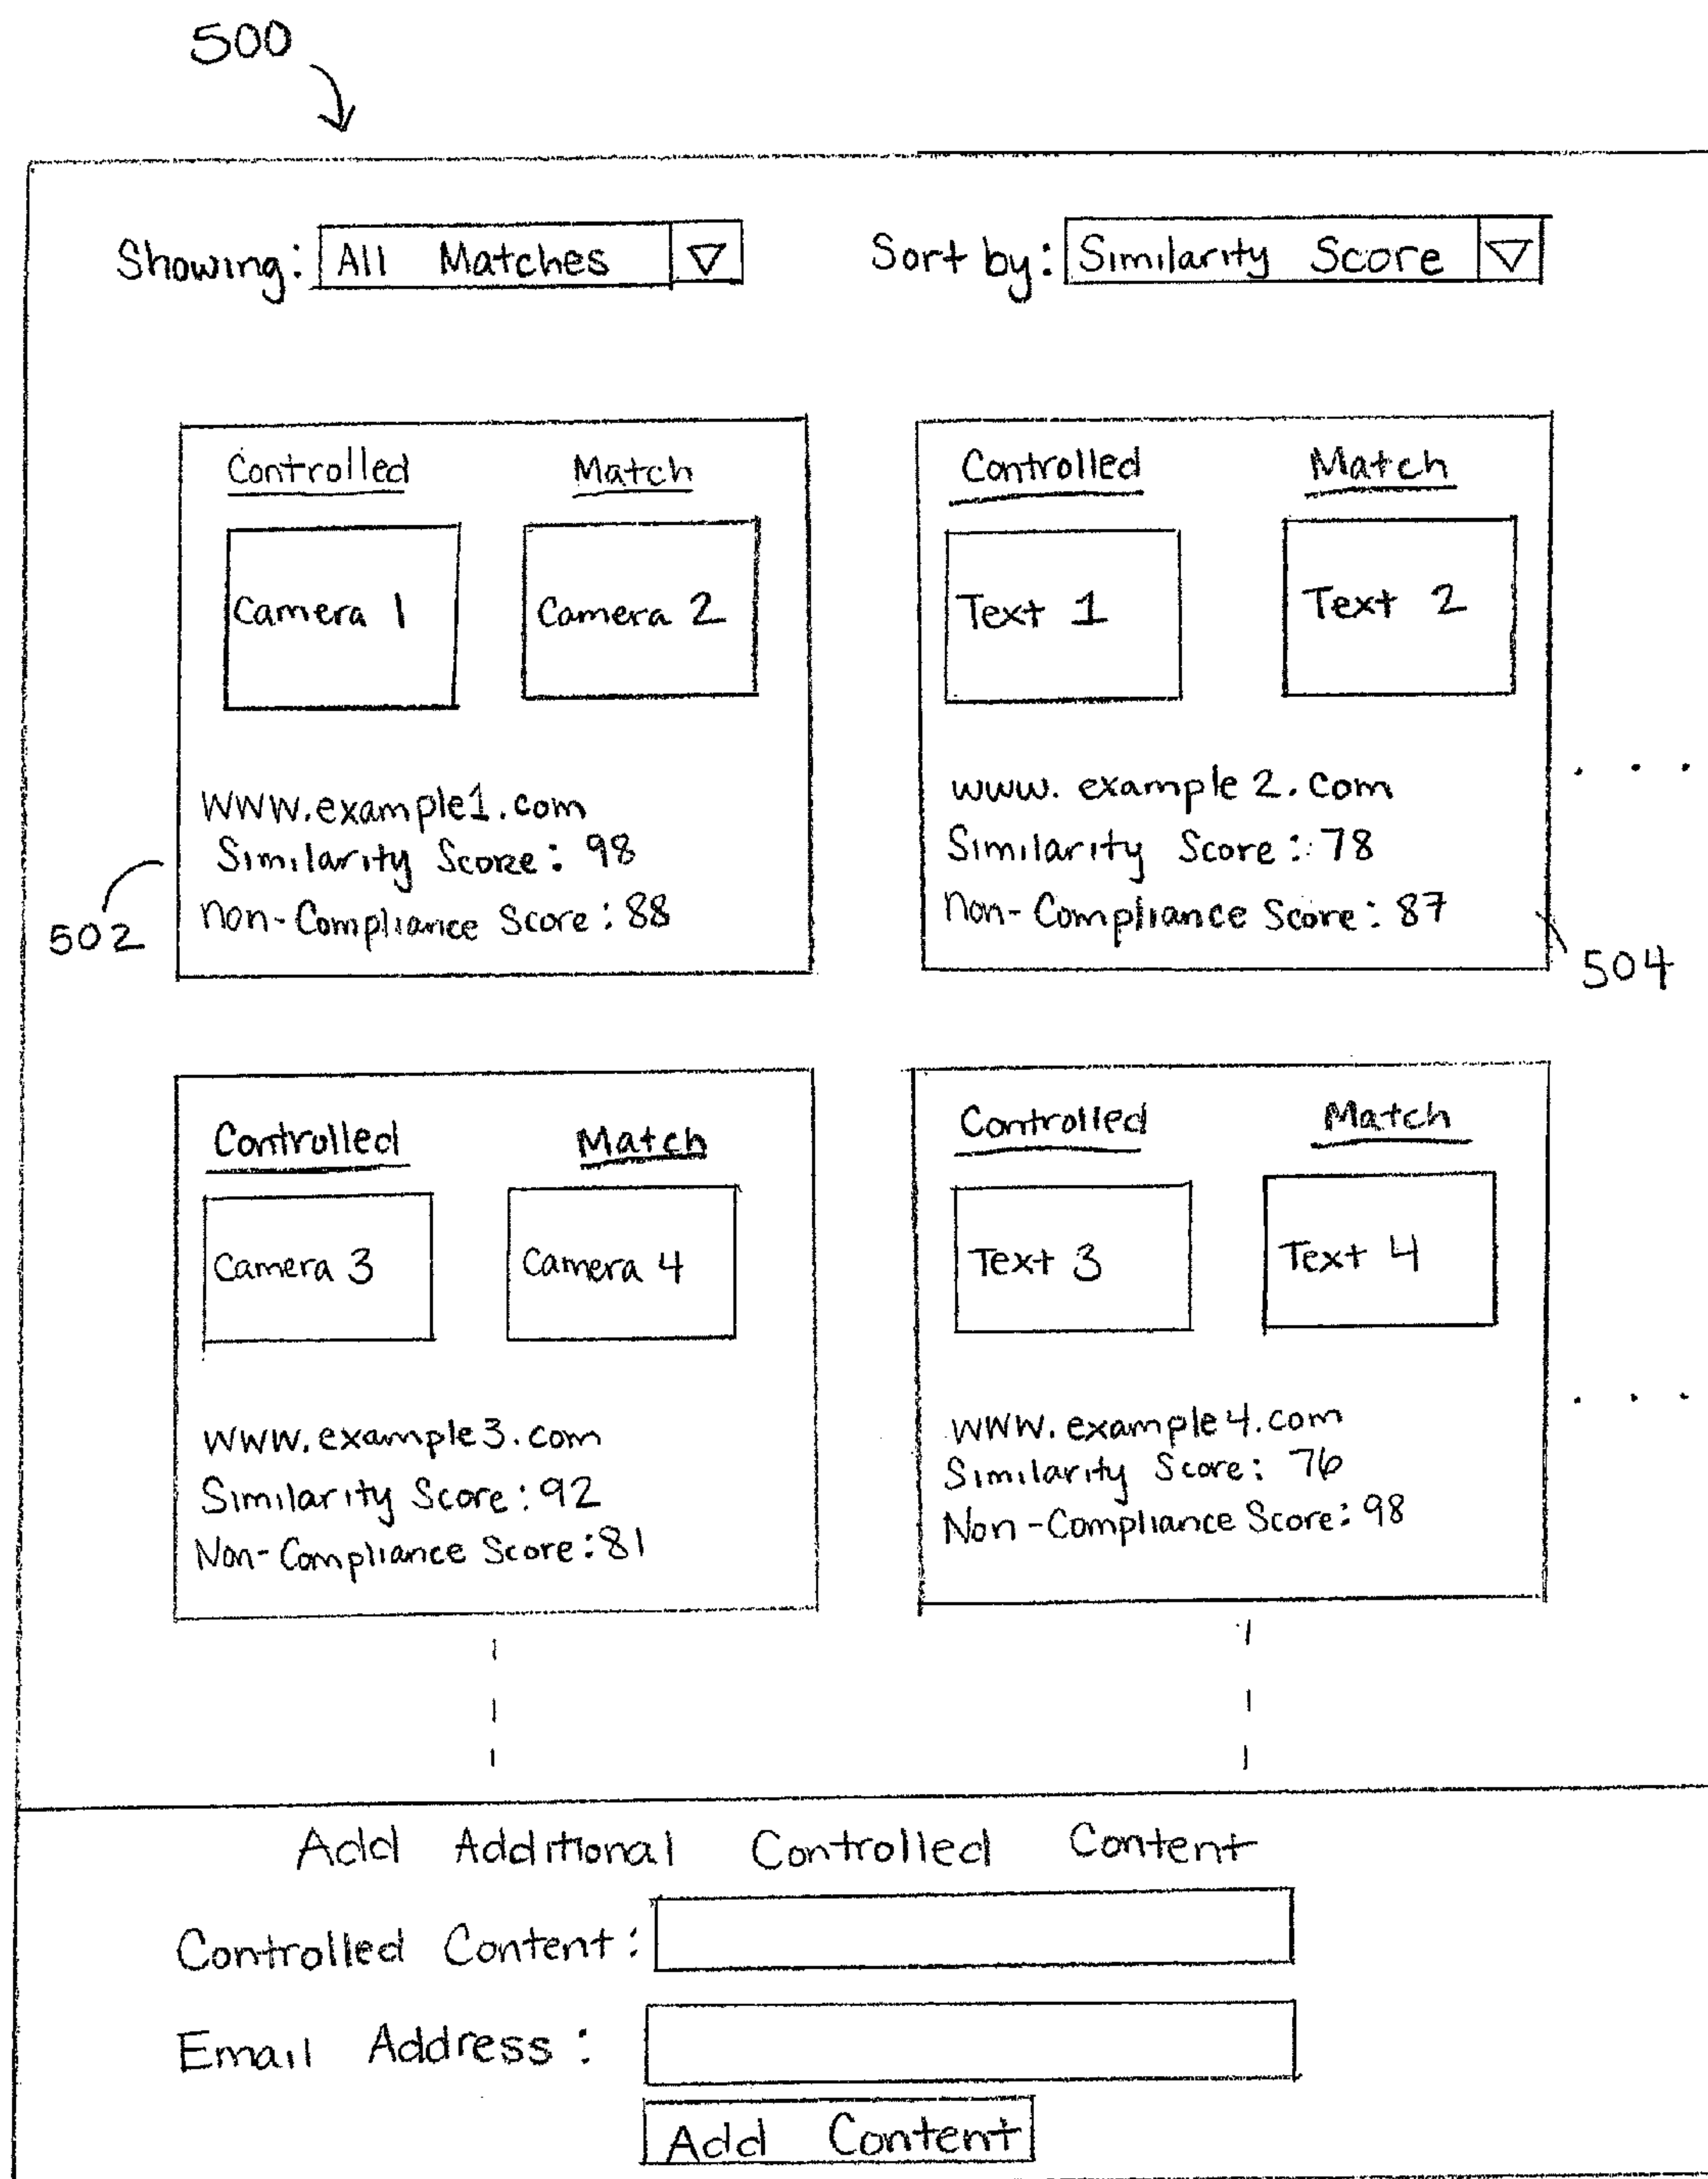 500
Showing: All Matches Sort by: Similarity Score
Controlled Match
Camera 1 Camera 2
www.example1.com
Similarity Score: 98
non-Compliance Score: 88
502
Controlled Match
Text 1 Text 2
www.example2.com
Similarity Score: 78
non-Compliance Score: 87
504
Controlled Match
Camera 3 Camera 4
www.example3.com
Similarity Score: 92
Non-Compliance Score: 81
Controlled Match
Text 3 Text 4
www.example4.com
Similarity Score: 76
Non-Compliance Score: 98
Add Additional Controlled Content
Controlled Content:
Email Address:
Add Content